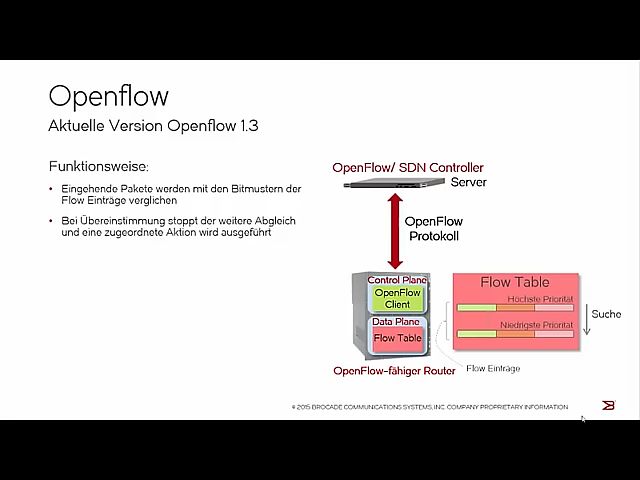 Openflow
Aktuelle Version Openflow 1.3
Funktionsweise:
• Eingehende Pakete werden mit den Bitmustern der
Flow Einträge verglichen
• Bei Übereinstimmung stoppt der weitere Abgleich
und eine zugeordnete Aktion wird ausgeführt
OpenFlow/ SDN Controller
Server
OpenFlow
Protokoll
Control Plane
OpenFlow
Client
Data Plane
Flow Table
OpenFlow-fähiger Router
Flow Table
Höchste Priorität
Niedrigste Priorität
Suche
Flow Einträge
© 2015 BROCADE COMMUNICATIONS SYSTEMS, INC. COMPANY PROPRIETARY INFORMATION